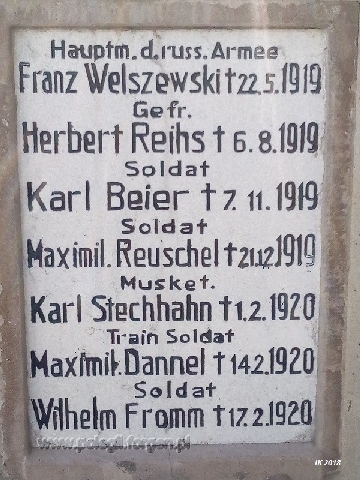 Hauptm. d. russ. Armee
Franz Welszewski † 22.5.1919
Gefr.
Herbert Reihs † 6.8.1919
Soldat
Karl Beier † 7.11.1919
Soldat
Maximil. Reuschel † 21.12.1919
Musket.
Karl Stechhahn † 1.2.1920
Train Soldat
Maximil. Dannel † 14.2.1920
Soldat
Wilhelm Fromm † 17.2.1920
IK 2018